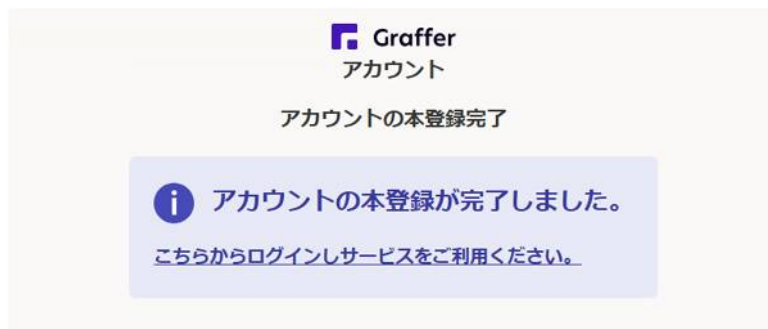 Graffer
アカウント
アカウントの本登録完了
アカウントの本登録が完了しました。
こちらからログインしサービスをご利用ください。